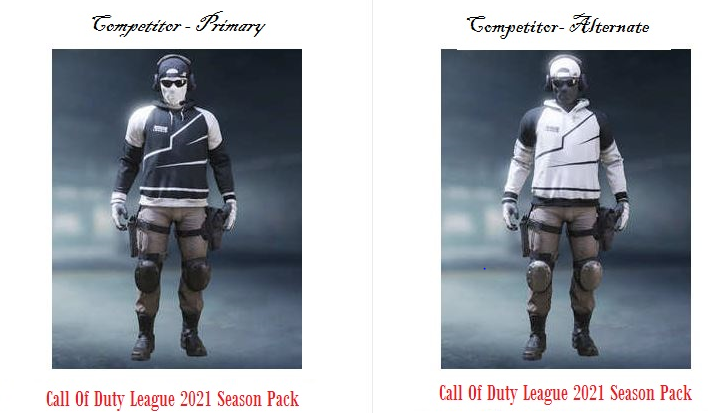 Competitor - Primary
Competitor- Alternate
Call Of Duty League 2021 Season Pack
Call Of Duty League 2021 Season Pack